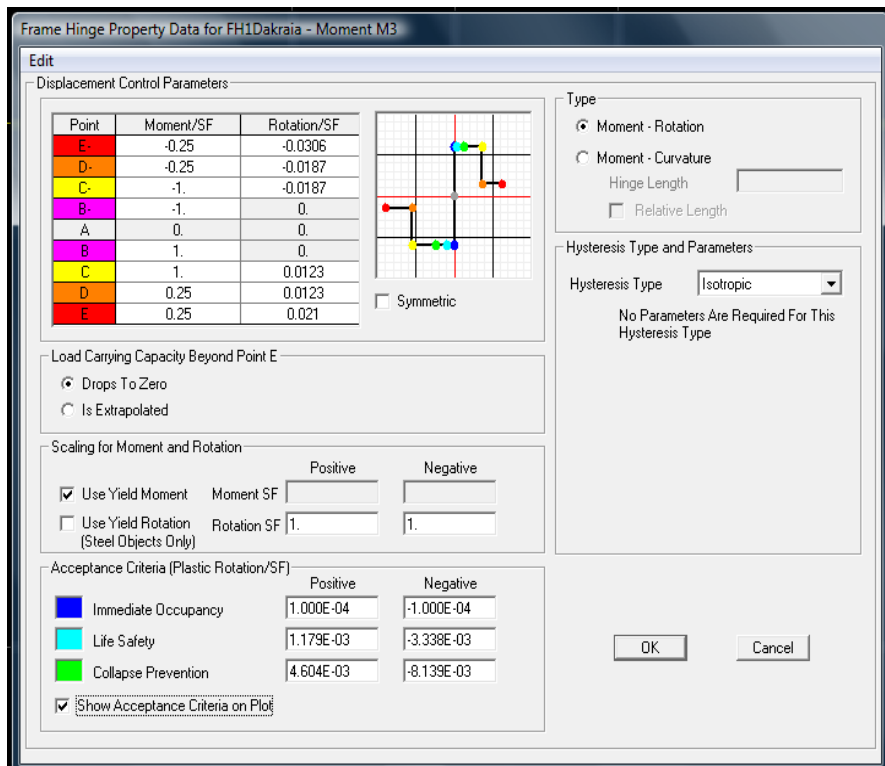 Frame Hinge Property Data for FH1Dakraia - Moment M3
Edit
Displacement Control Parameters
Point Moment/SF Rotation/SF
E- -0.25 -0.0306
D- -0.25 -0.0187
C- -1. -0.0187
B- -1. 0.
A 0. 0.
B 1. 0.
C 1. 0.0123
D 0.25 0.0123
E 0.25 0.021
Symmetric
Load Carrying Capacity Beyond Point E
Drops To Zero
Is Extrapolated
Scaling for Moment and Rotation
Positive Negative
Use Yield Moment Moment SF
Use Yield Rotation Rotation SF 1. 1.
(Steel Objects Only)
Acceptance Criteria (Plastic Rotation/SF)
Positive Negative
Immediate Occupancy 1.000E-04 -1.000E-04
Life Safety 1.179E-03 -3.338E-03
Collapse Prevention 4.604E-03 -8.139E-03
Show Acceptance Criteria on Plot
Type
Moment - Rotation
Moment - Curvature
Hinge Length
Relative Length
Hysteresis Type and Parameters
Hysteresis Type Isotropic
No Parameters Are Required For This
Hysteresis Type
OK Cancel